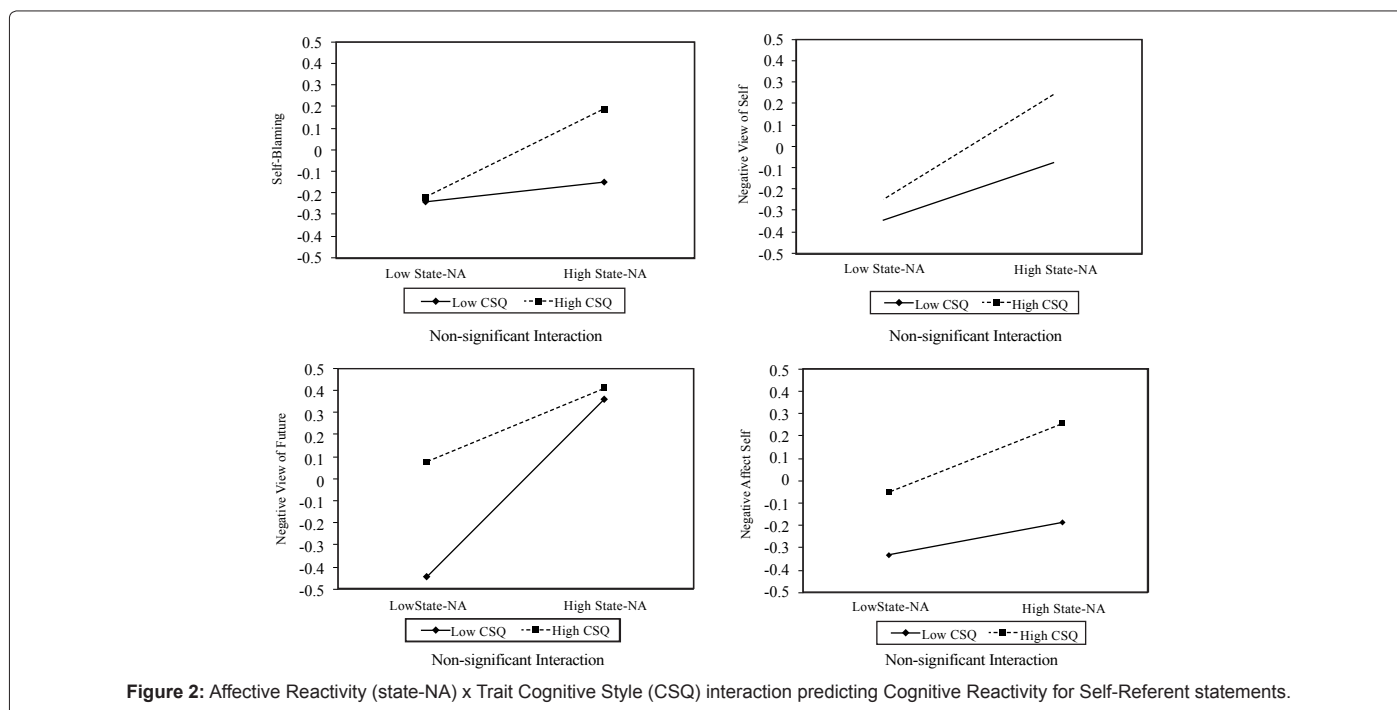 0.5
0.4
0.3
0.2
0.1
0
-0.1
-0.2
-0.3
-0.4
-0.5
Self-Blaming
Low State-NA High State-NA
Low CSQ High CSQ
Non-significant Interaction
0.5
0.4
0.3
0.2
0.1
0
-0.1
-0.2
-0.3
-0.4
-0.5
Negative View of Self
Low State-NA High State-NA
Low CSQ High CSQ
Non-significant Interaction
0.5
0.4
0.3
0.2
0.1
0
-0.1
-0.2
-0.3
-0.4
-0.5
Negative View of Future
LowState-NA High State-NA
Low CSQ High CSQ
Non-significant Interaction
0.5
0.4
0.3
0.2
0.1
0
-0.1
-0.2
-0.3
-0.4
-0.5
Negative Affect Self
LowState-NA High State-NA
Low CSQ High CSQ
Non-significant Interaction
Figure 2: Affective Reactivity (state-NA) x Trait Cognitive Style (CSQ) interaction predicting Cognitive Reactivity for Self-Referent statements.